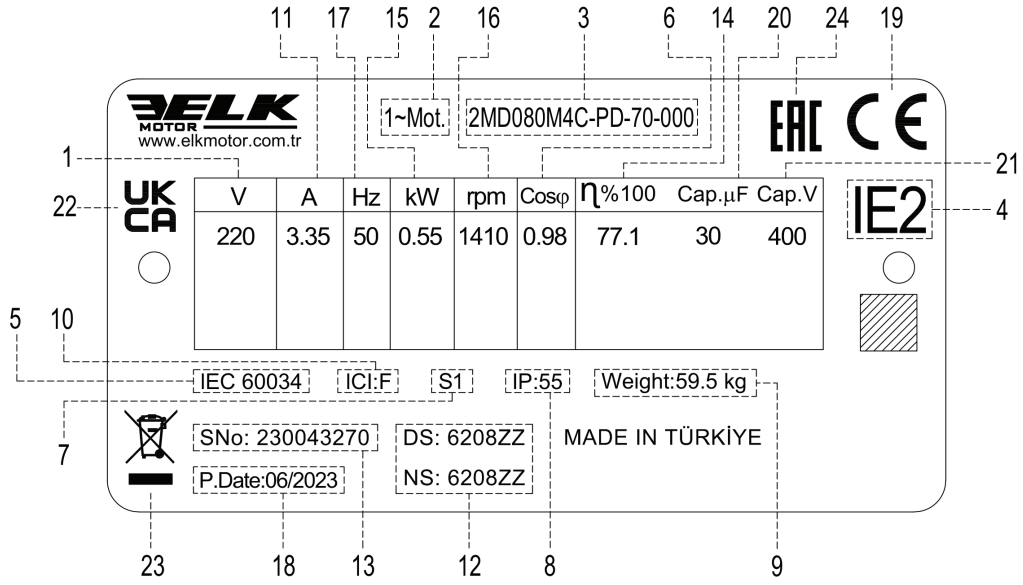 11 17 15 2 16 3 6 14 20 24 19
ELK
MOTOR
www.elkmotor.com.tr
1~Mot. 2MD080M4C-PD-70-000
EAC CE
1 21
UK
CA
22 4
IE2
V A Hz kW rpm Cosφ η%100 Cap.μF Cap.V
220 3.35 50 0.55 1410 0.98 77.1 30 400
5 10
IEC 60034 ICI:F S1 IP:55 Weight:59.5 kg
7
SNo: 230043270 DS: 6208ZZ MADE IN TÜRKİYE
P.Date:06/2023 NS: 6208ZZ
23 18 13 12 8 9